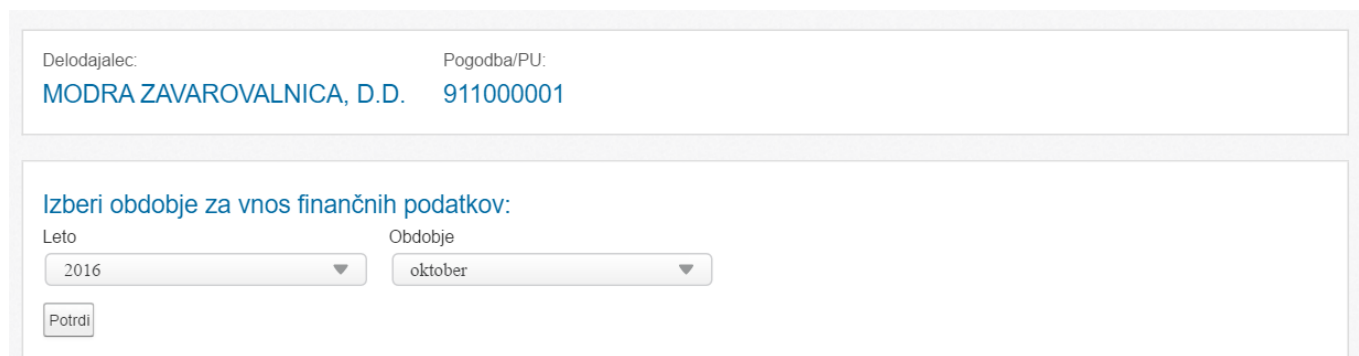 Delodajalec: Pogodba/PU:
MODRA ZAVAROVALNICA, D.D. 911000001
Izberi obdobje za vnos finančnih podatkov:
Leto Obdobje
2016 oktober
Potrdi